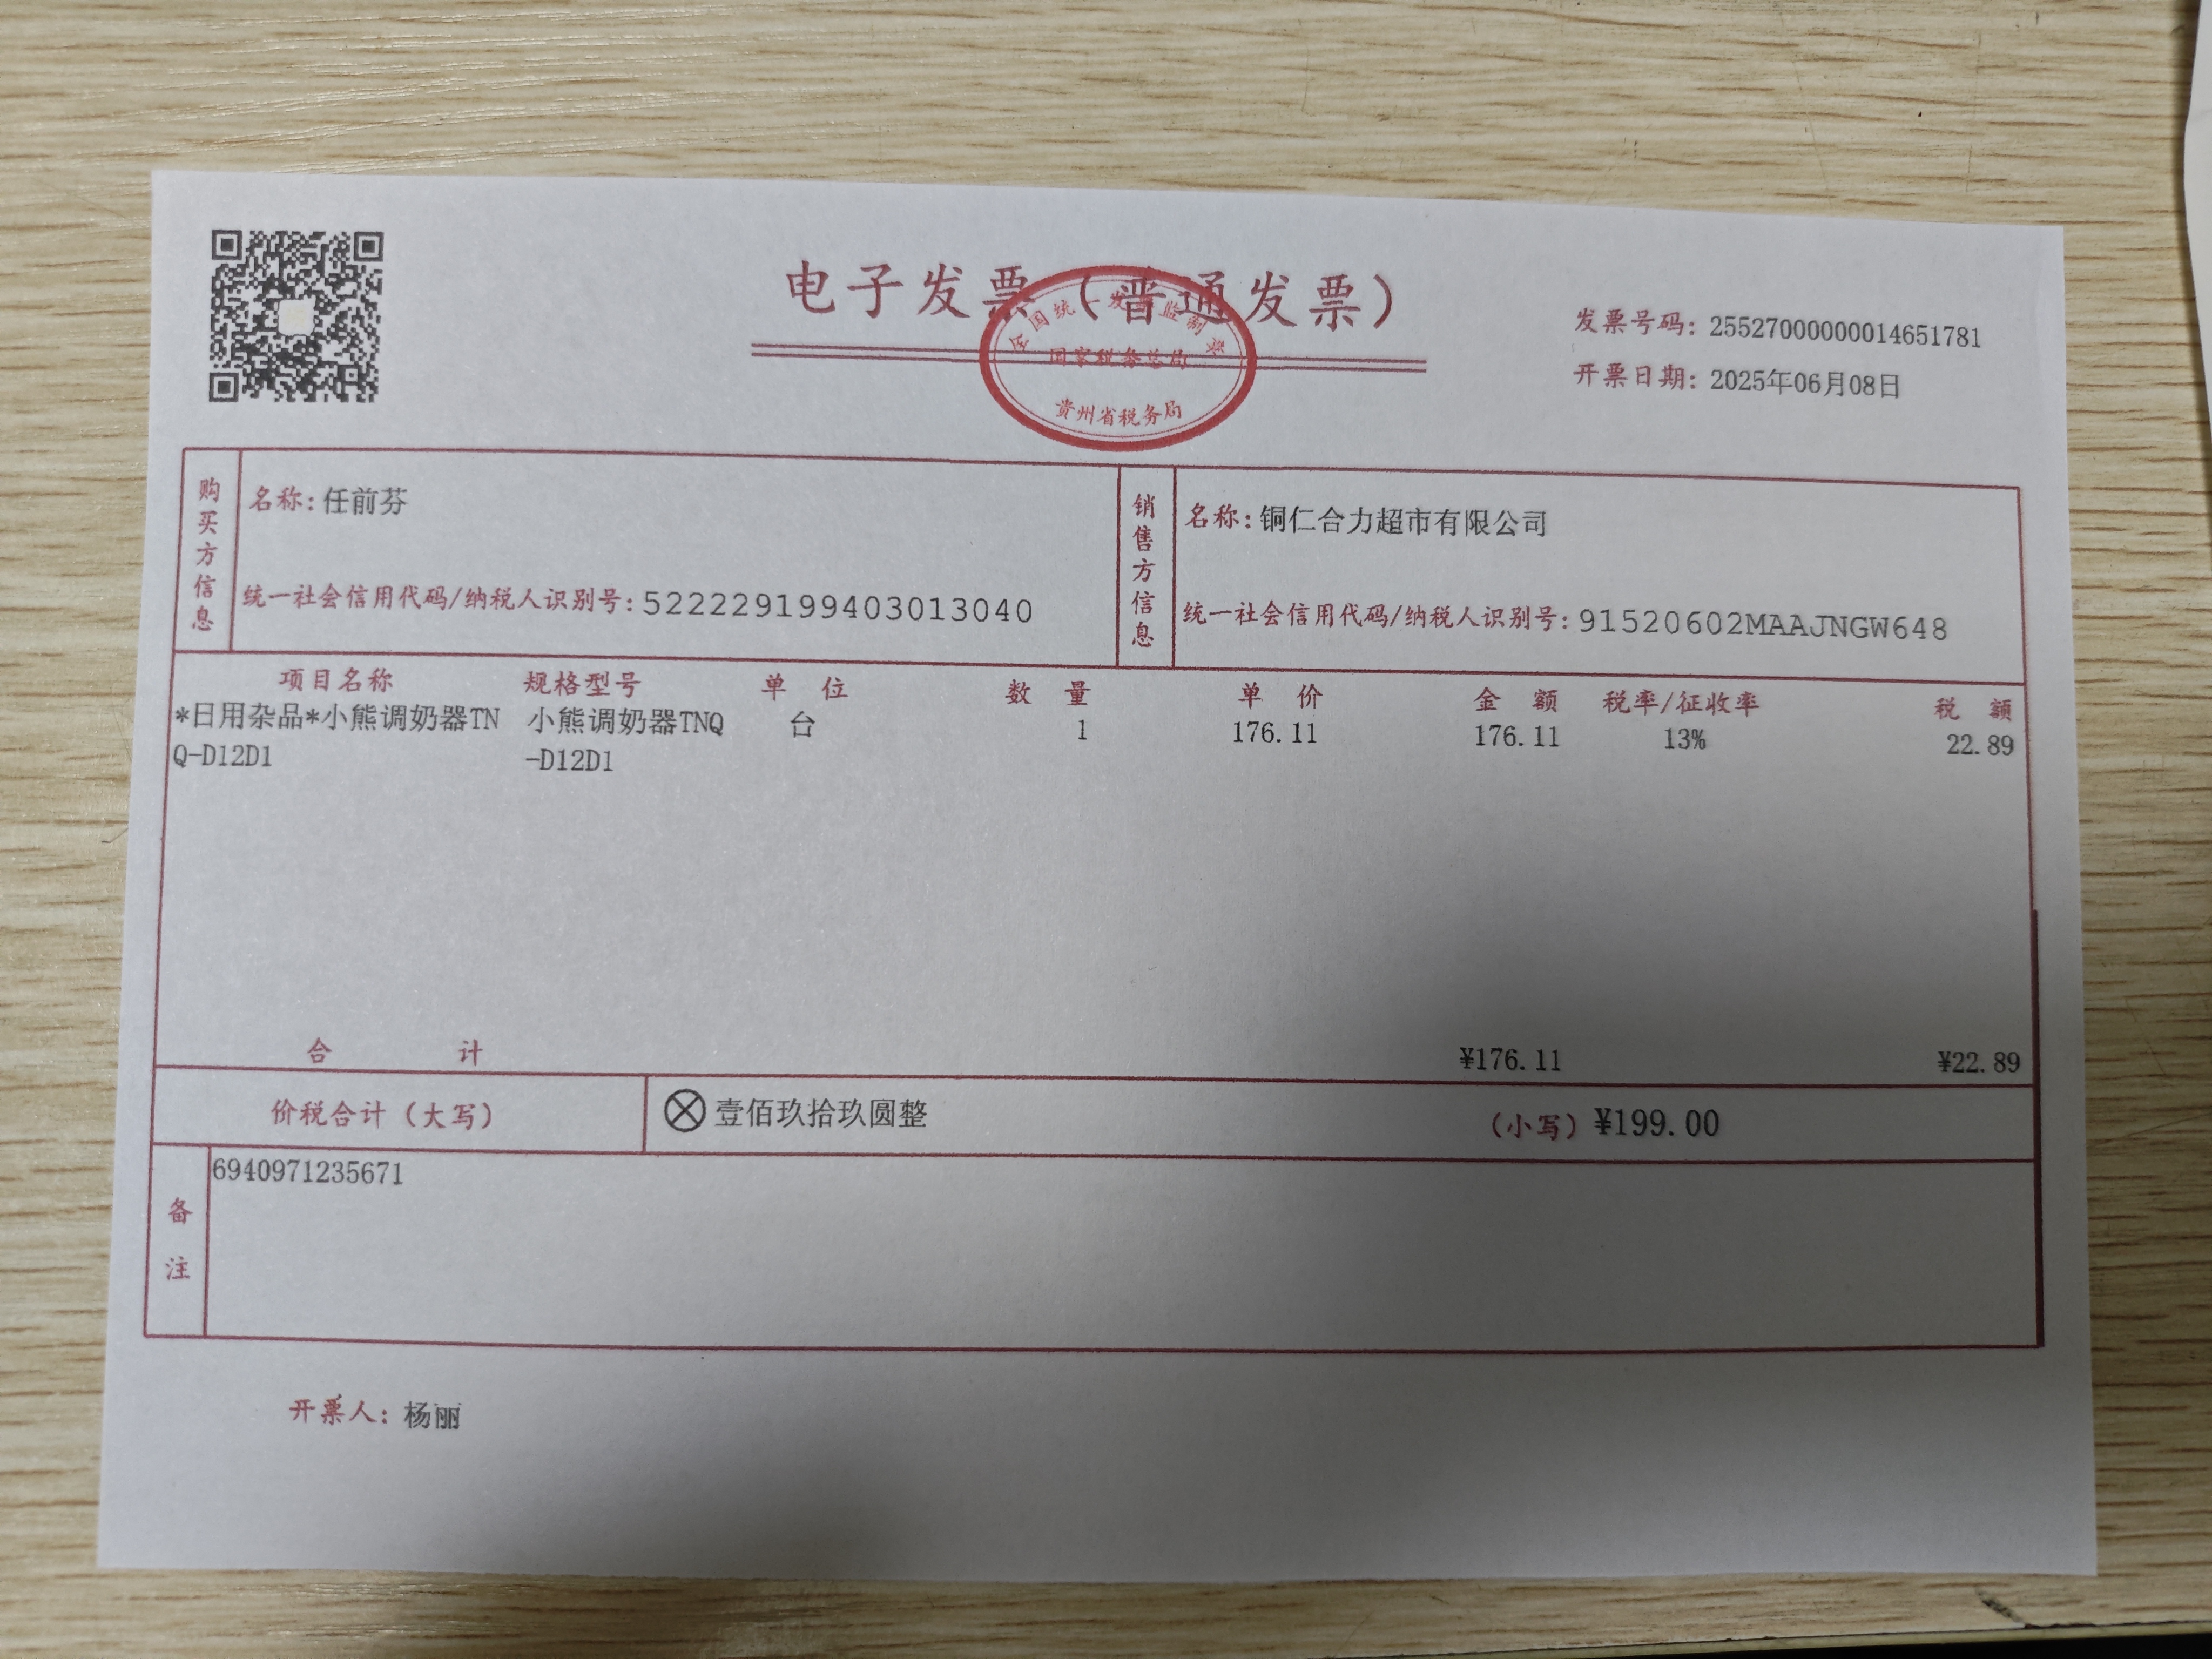 电子发票（普通发票）
全国统一发票监制章
国家税务总局
贵州省税务局
发票号码：25527000000014651781
开票日期：2025年06月08日
购买方信息
名称：任前芬
统一社会信用代码/纳税人识别号：522229199403013040
销售方信息
名称：铜仁合力超市有限公司
统一社会信用代码/纳税人识别号：91520602MAAJNGW648
项目名称 规格型号 单位 数量 单价 金额 税率/征收率 税额
*日用杂品*小熊调奶器TN 小熊调奶器TNQ 台 1 176.11 176.11 13% 22.89
Q-D12D1 -D12D1
合计 ¥176.11 ¥22.89
价税合计（大写） 壹佰玖拾玖圆整 （小写）¥199.00
备注
6940971235671
开票人：杨丽